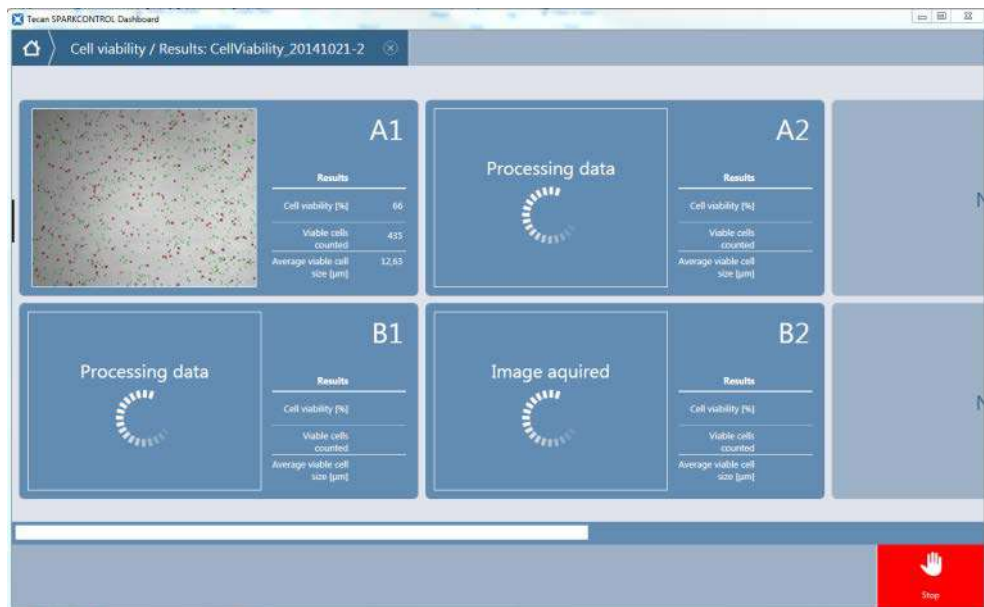 Tecan SPARKCONTROL Dashboard
Cell viability / Results: CellViability_20141021-2
A1
Results
Cell viability [%] 66
Viable cells
counted 435
Average viable cell
size [µm] 12,63
A2
Processing data
Results
Cell viability [%]
Viable cells
counted
Average viable cell
size [µm]
B1
Processing data
Results
Cell viability [%]
Viable cells
counted
Average viable cell
size [µm]
B2
Image aquired
Results
Cell viability [%]
Viable cells
counted
Average viable cell
size [µm]
Stop